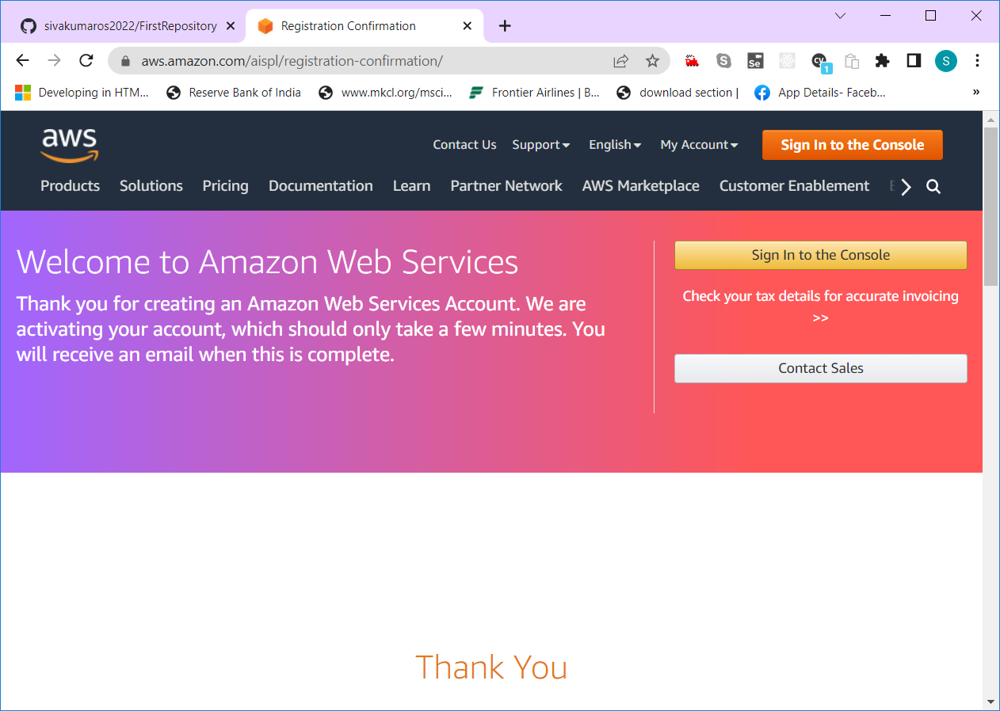 sivakumaros2022/FirstRepository
Registration Confirmation
aws.amazon.com/aispl/registration-confirmation/
Se
CV
1
S
Developing in HTM...
Reserve Bank of India
www.mkcl.org/msci...
Frontier Airlines | B...
download section |
App Details- Faceb...
»
aws
Contact Us
Support
English
My Account
Sign In to the Console
Products
Solutions
Pricing
Documentation
Learn
Partner Network
AWS Marketplace
Customer Enablement
E
Welcome to Amazon Web Services
Thank you for creating an Amazon Web Services Account. We are
activating your account, which should only take a few minutes. You
will receive an email when this is complete.
Sign In to the Console
Check your tax details for accurate invoicing
>>
Contact Sales
Thank You